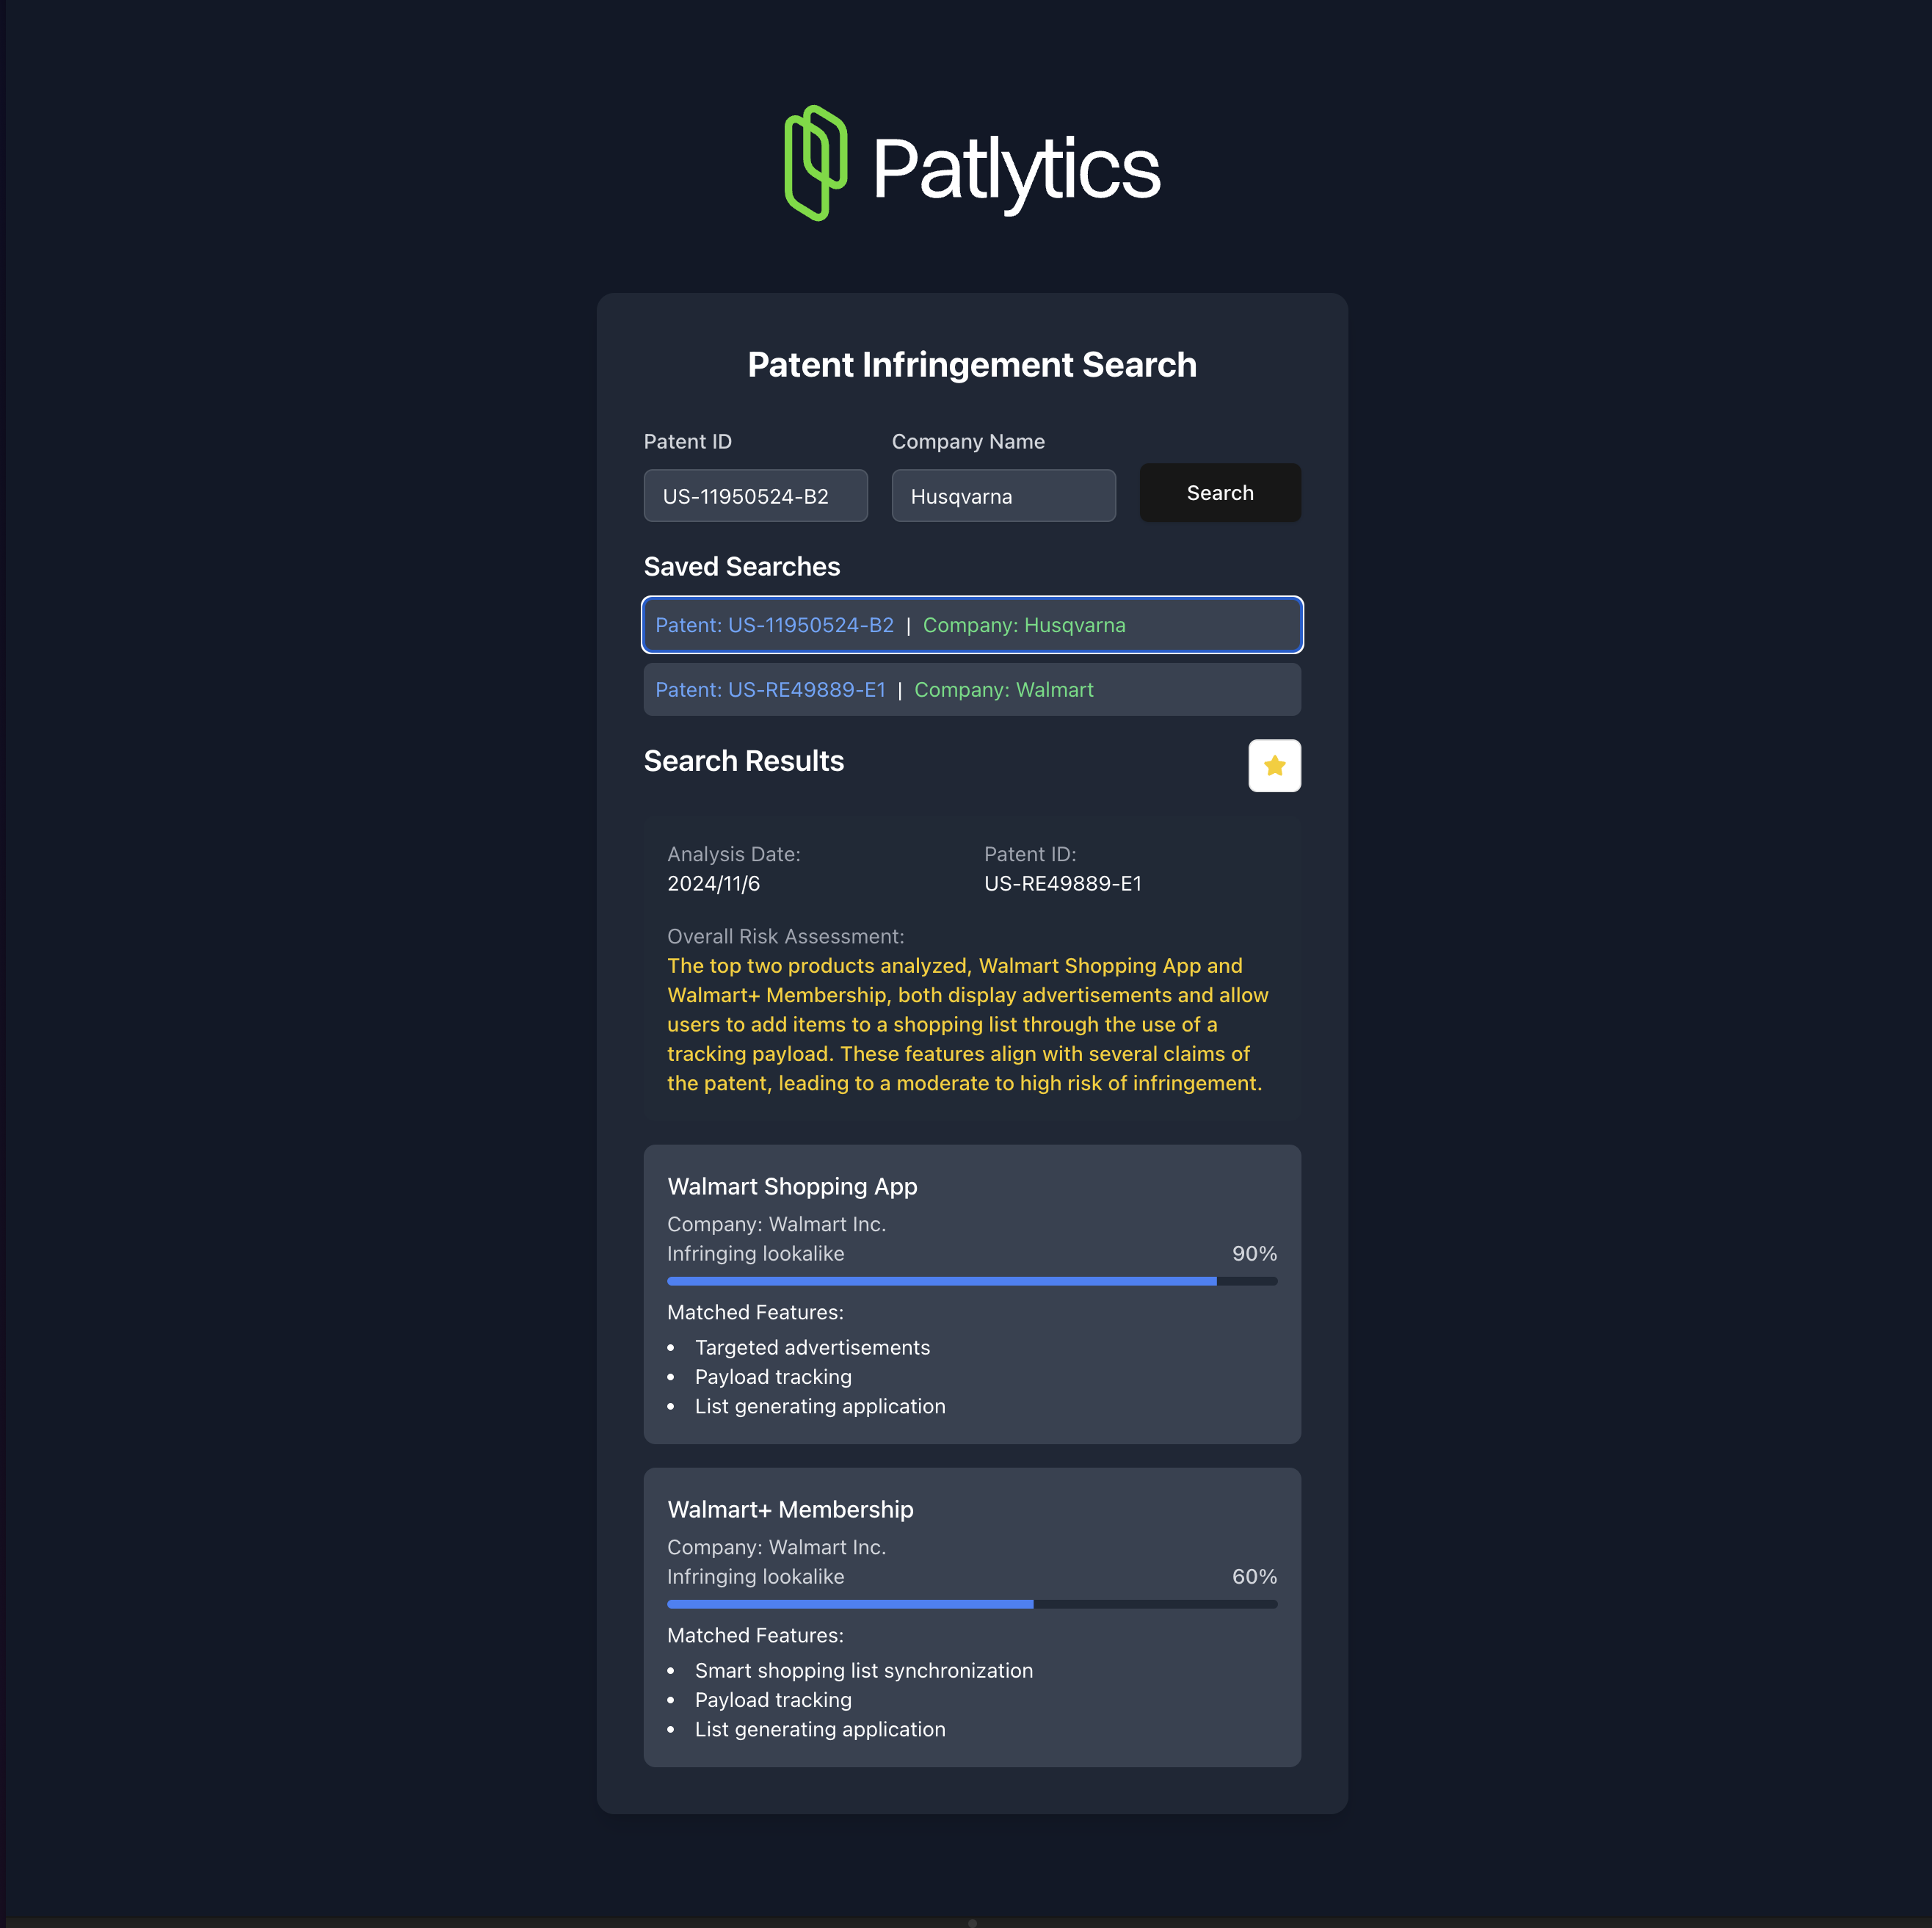 Patlytics
Patent Infringement Search
Patent ID
Company Name
US-11950524-B2
Husqvarna
Search
Saved Searches
Patent: US-11950524-B2 | Company: Husqvarna
Patent: US-RE49889-E1 | Company: Walmart
Search Results
Analysis Date:
2024/11/6
Patent ID:
US-RE49889-E1
Overall Risk Assessment:
The top two products analyzed, Walmart Shopping App and
Walmart+ Membership, both display advertisements and allow
users to add items to a shopping list through the use of a
tracking payload. These features align with several claims of
the patent, leading to a moderate to high risk of infringement.
Walmart Shopping App
Company: Walmart Inc.
Infringing lookalike 90%
Matched Features:
• Targeted advertisements
• Payload tracking
• List generating application
Walmart+ Membership
Company: Walmart Inc.
Infringing lookalike 60%
Matched Features:
• Smart shopping list synchronization
• Payload tracking
• List generating application